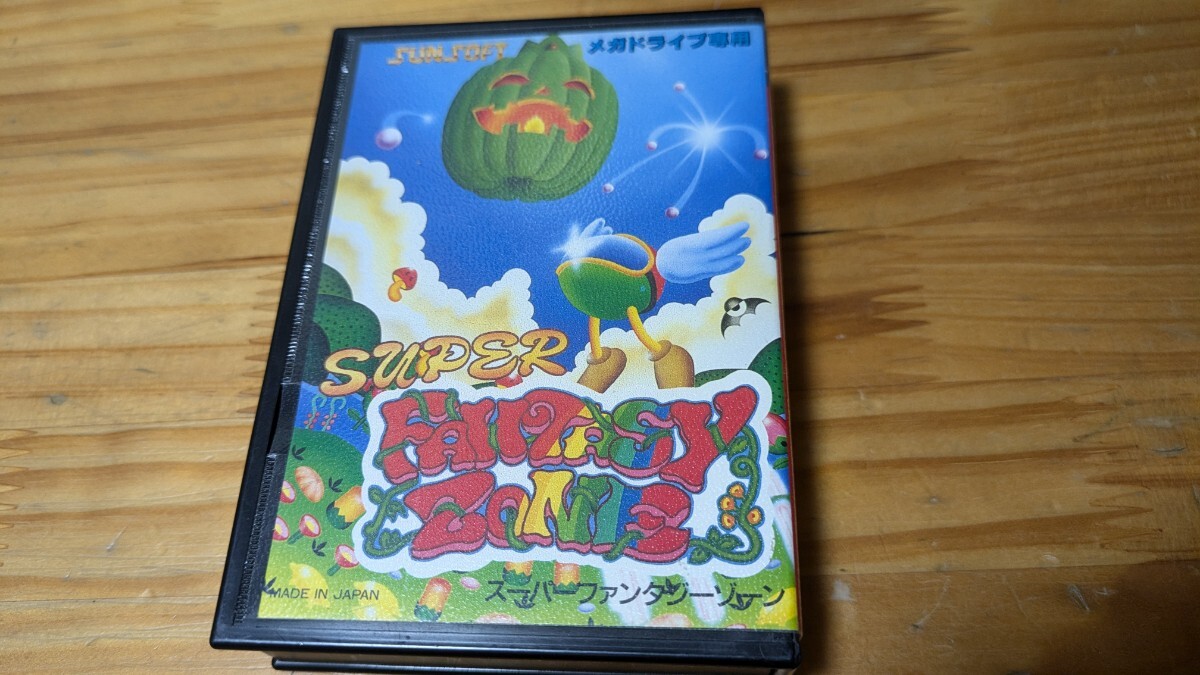 SUNSOFT
メガドライブ専用
SUPER
FANTASY
ZONE
MADE IN JAPAN
スーパーファンタジーゾーン